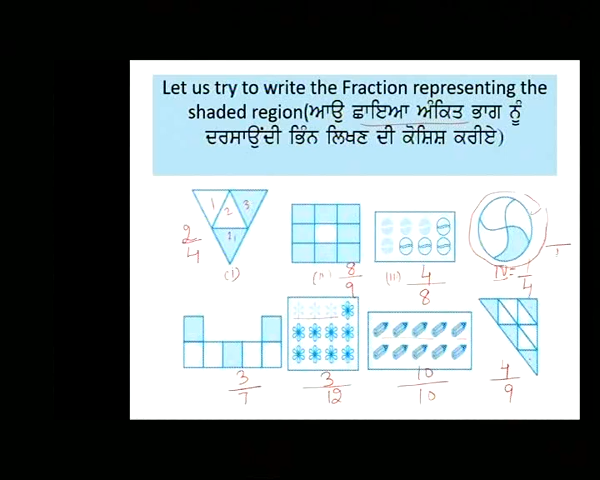 Let us try to write the Fraction representing the
shaded region(ਆਉ ਛਾਇਆ ਅੰਕਿਤ ਭਾਗ ਨੂੰ
ਦਰਸਾਉਂਦੀ ਭਿੰਨ ਲਿਖਣ ਦੀ ਕੋਸ਼ਿਸ਼ ਕਰੀਏ)
1 2 3
2/4
(I)
(II) 8/9
(III) 4/8
IV = 1/4
3/7
3/12
10/10
4/9